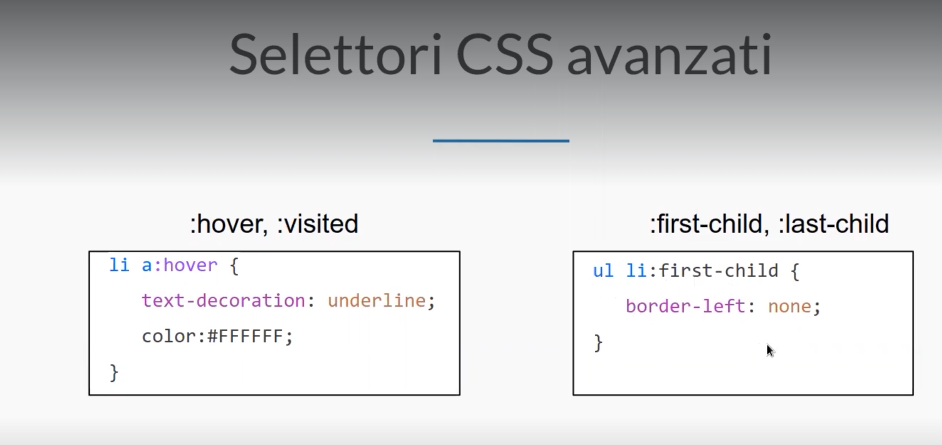 Selettori CSS avanzati
:hover, :visited
li a:hover {
text-decoration: underline;
color:#FFFFFF;
}
:first-child, :last-child
ul li:first-child {
border-left: none;
}